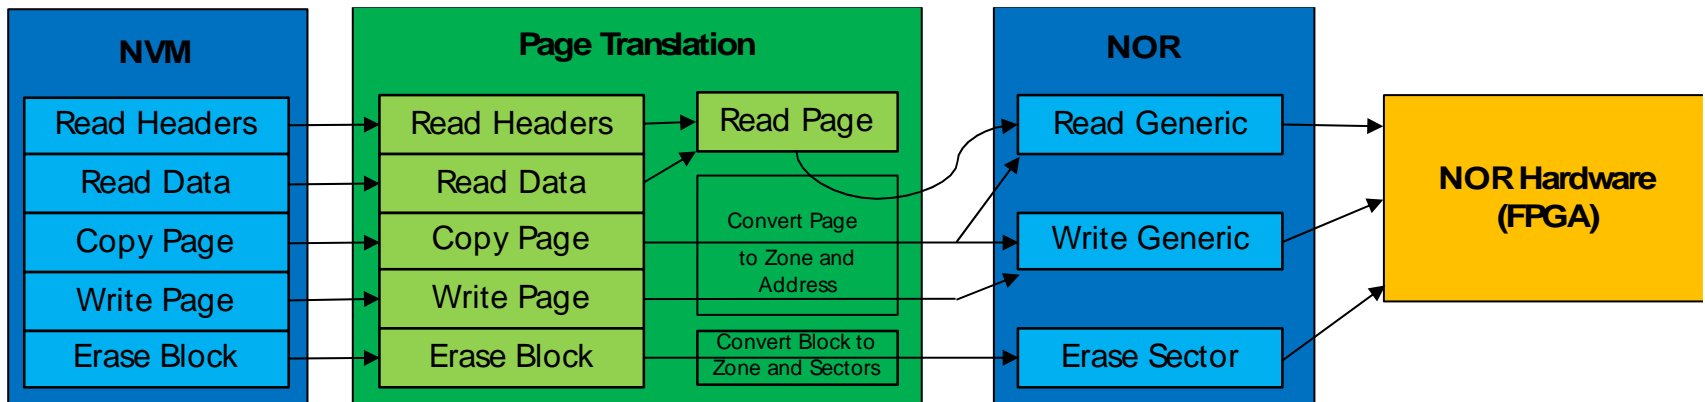 NVM
Read Headers
Read Data
Copy Page
Write Page
Erase Block
Page Translation
Read Headers
Read Data
Copy Page
Write Page
Erase Block
Read Page
Convert Page
to Zone and
Address
Convert Block to
Zone and Sectors
NOR
Read Generic
Write Generic
Erase Sector
NOR Hardware
(FPGA)